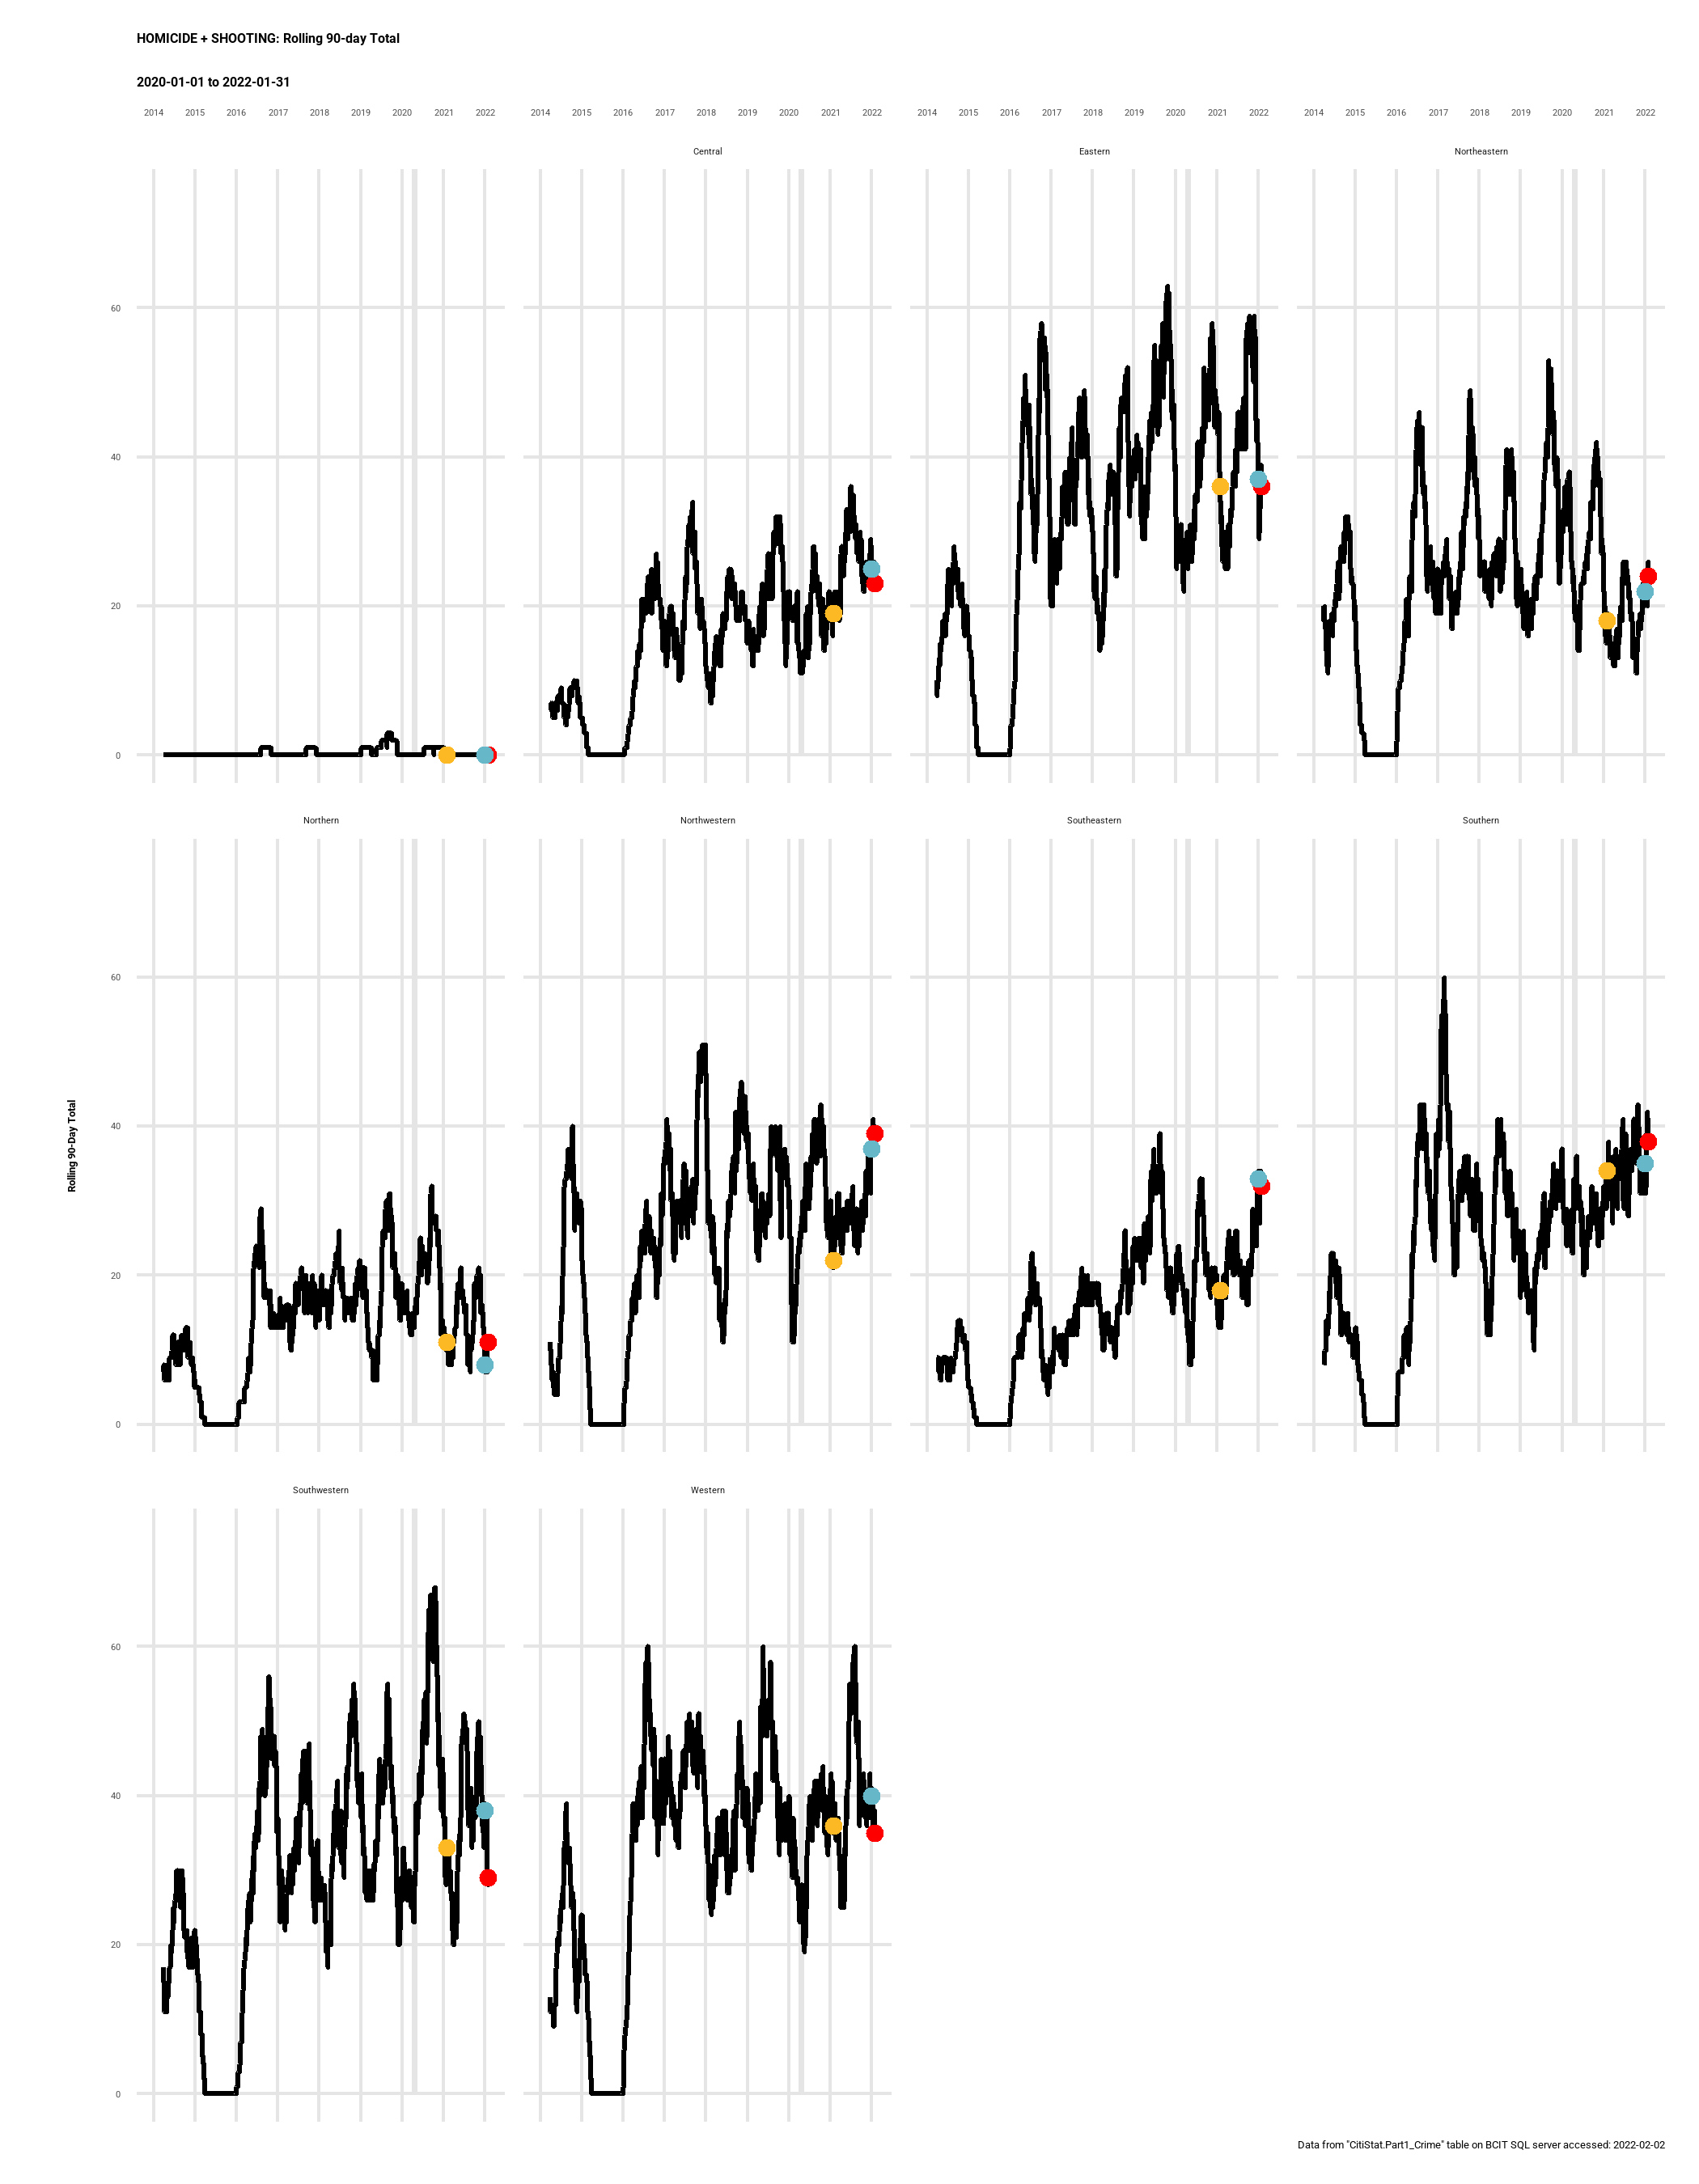 HOMICIDE + SHOOTING: Rolling 90-day Total
2020-01-01 to 2022-01-31
2014 2015 2016 2017 2018 2019 2020 2021 2022 2014 2015 2016 2017 2018 2019 2020 2021 2022 2014 2015 2016 2017 2018 2019 2020 2021 2022 2014 2015 2016 2017 2018 2019 2020 2021 2022
Central Eastern Northeastern
60
40
20
0
Northern Northwestern Southeastern Southern
60
Rolling 90-Day Total
40
20
0
Southwestern Western
60
40
20
0
Data from "CitiStat.Part1_Crime" table on BCIT SQL server accessed: 2022-02-02